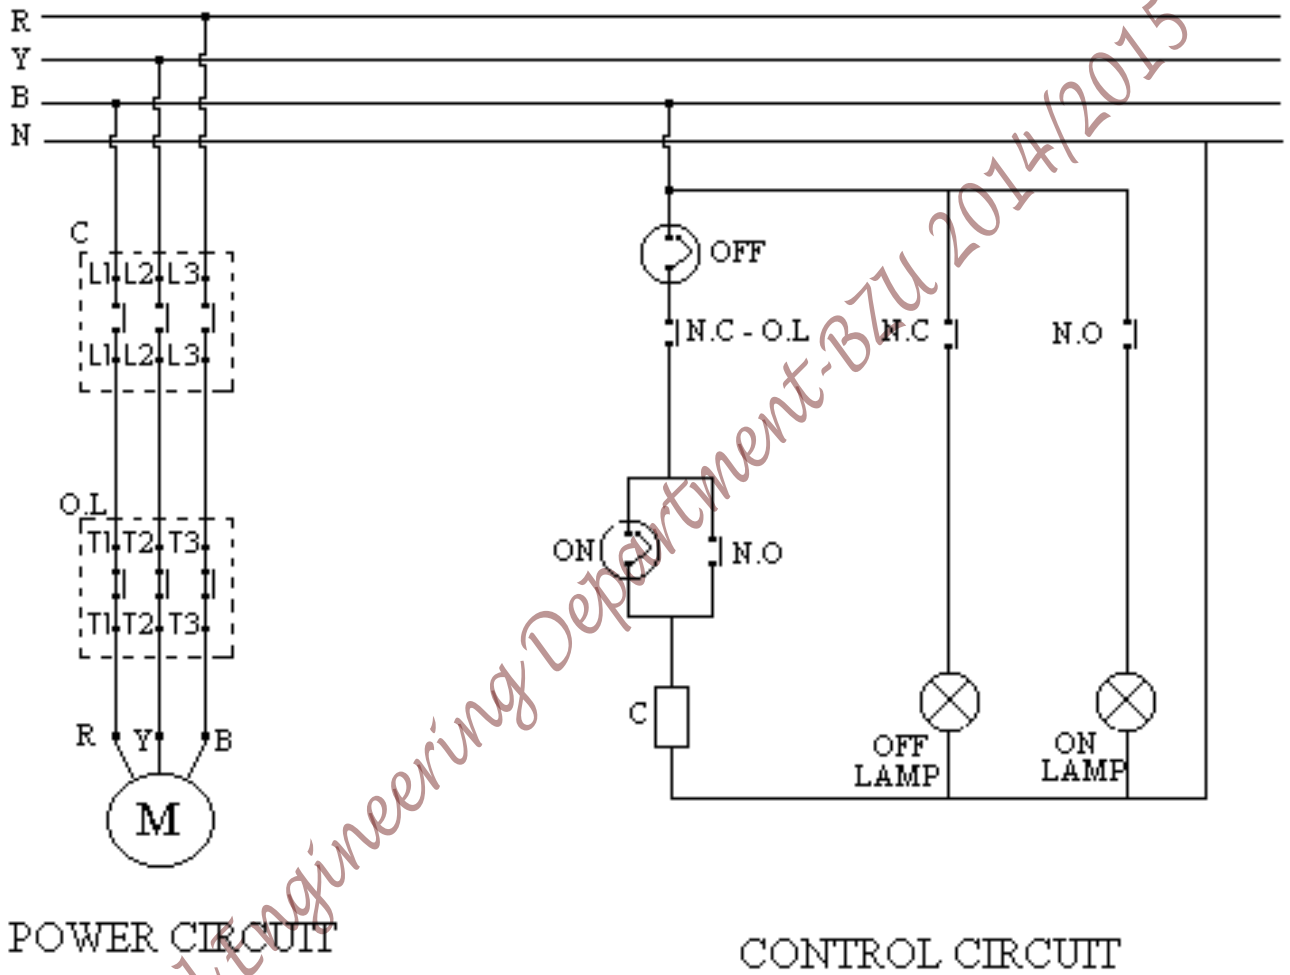 R
Y
B
N
C
L1 L2 L3
L1 L2 L3
O.L
T1 T2 T3
T1 T2 T3
R Y B
M
POWER CIRCUIT
OFF
N.C - O.L
N.C
N.O
ON
N.O
C
OFF
LAMP
ON
LAMP
CONTROL CIRCUIT
Engineering Department-BZU 2014/2015